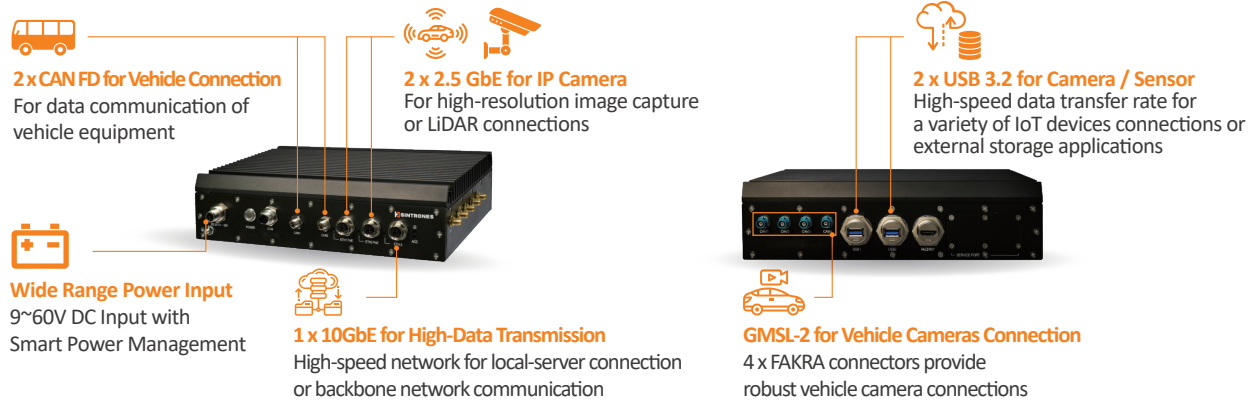 2 x CAN FD for Vehicle Connection
For data communication of
vehicle equipment
2 x 2.5 GbE for IP Camera
For high-resolution image capture
or LiDAR connections
2 x USB 3.2 for Camera / Sensor
High-speed data transfer rate for
a variety of IoT devices connections or
external storage applications
SINTRONES
POWER
Wide Range Power Input
9~60V DC Input with
Smart Power Management
1 x 10GbE for High-Data Transmission
High-speed network for local-server connection
or backbone network communication
GMSL-2 for Vehicle Cameras Connection
4 x FAKRA connectors provide
robust vehicle camera connections